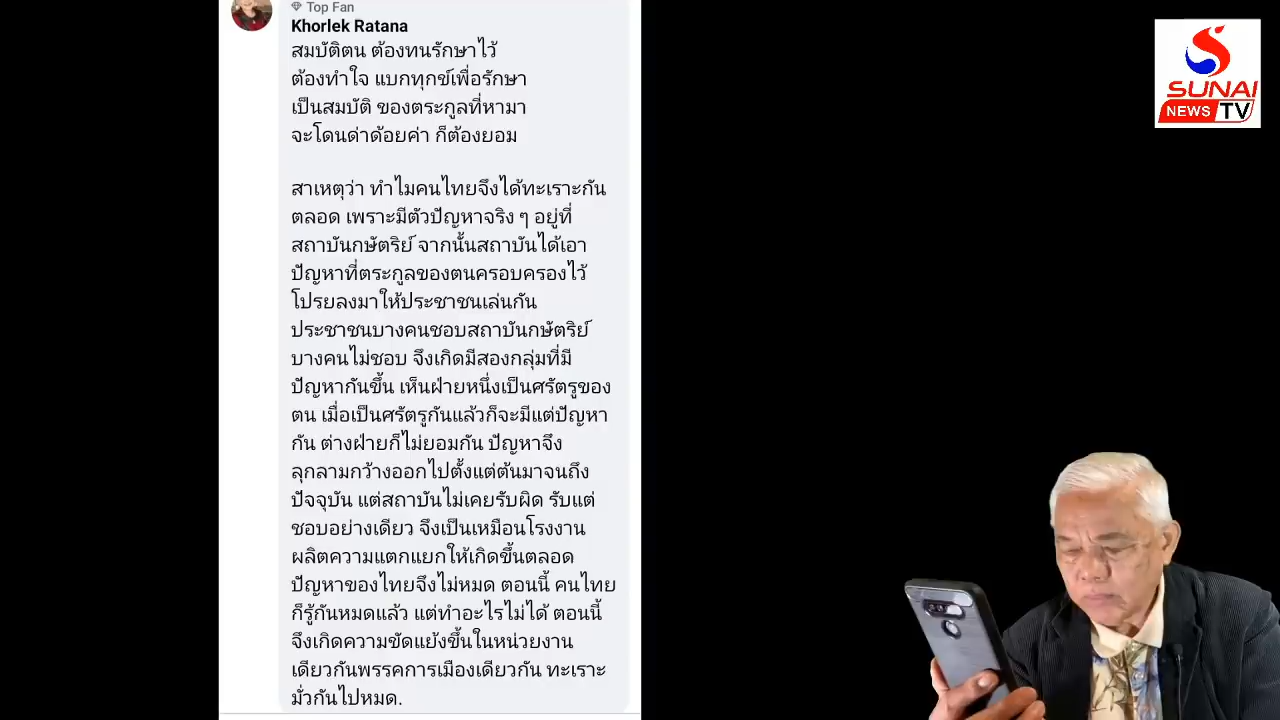 Top Fan
Khorlek Ratana
สมบัติตน ต้องทนรักษาไว้
ต้องทำใจ แบกทุกข์เพื่อรักษา
เป็นสมบัติ ของตระกูลที่หามา
จะโดนด่าด้อยค่า ก็ต้องยอม
สาเหตุว่า ทำไมคนไทยจึงได้ทะเราะกัน
ตลอด เพราะมีตัวปัญหาจริง ๆ อยู่ที่
สถาบันกษัตริย์ จากนั้นสถาบันได้เอา
ปัญหาที่ตระกูลของตนครอบครองไว้
โปรยลงมาให้ประชาชนเล่นกัน
ประชาชนบางคนชอบสถาบันกษัตริย์
บางคนไม่ชอบ จึงเกิดมีสองกลุ่มที่มี
ปัญหากันขึ้น เห็นฝ่ายหนึ่งเป็นศรัตรูของ
ตน เมื่อเป็นศรัตรูกันแล้วก็จะมีแต่ปัญหา
กัน ต่างฝ่ายก็ไม่ยอมกัน ปัญหาจึง
ลุกลามกว้างออกไปตั้งแต่ต้นมาจนถึง
ปัจจุบัน แต่สถาบันไม่เคยรับผิด รับแต่
ชอบอย่างเดียว จึงเป็นเหมือนโรงงาน
ผลิตความแตกแยกให้เกิดขึ้นตลอด
ปัญหาของไทยจึงไม่หมด ตอนนี้ คนไทย
ก็รู้กันหมดแล้ว แต่ทำอะไรไม่ได้ ตอนนี้
จึงเกิดความขัดแย้งขึ้นในหน่วยงาน
เดียวกันพรรคการเมืองเดียวกัน ทะเราะ
มั่วกันไปหมด.
SUNAI
NEWS TV